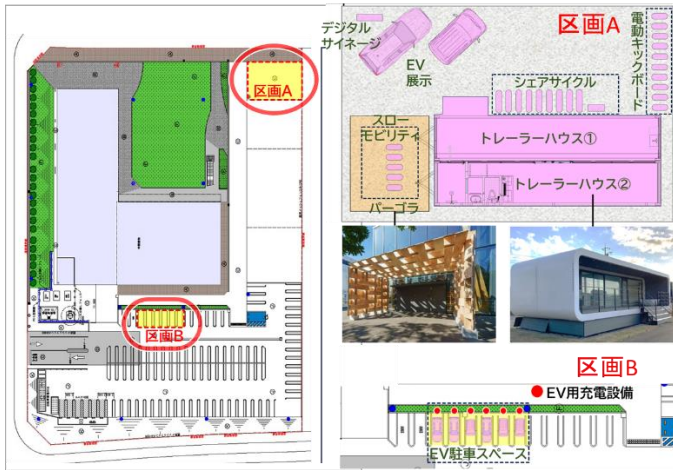 区画A
区画B
区画A
デジタル
サイネージ
EV
展示
シェアサイクル
電動キックボード
スロー
モビリティ
トレーラーハウス①
トレーラーハウス②
パーゴラ
区画B
EV用充電設備
EV駐車スペース